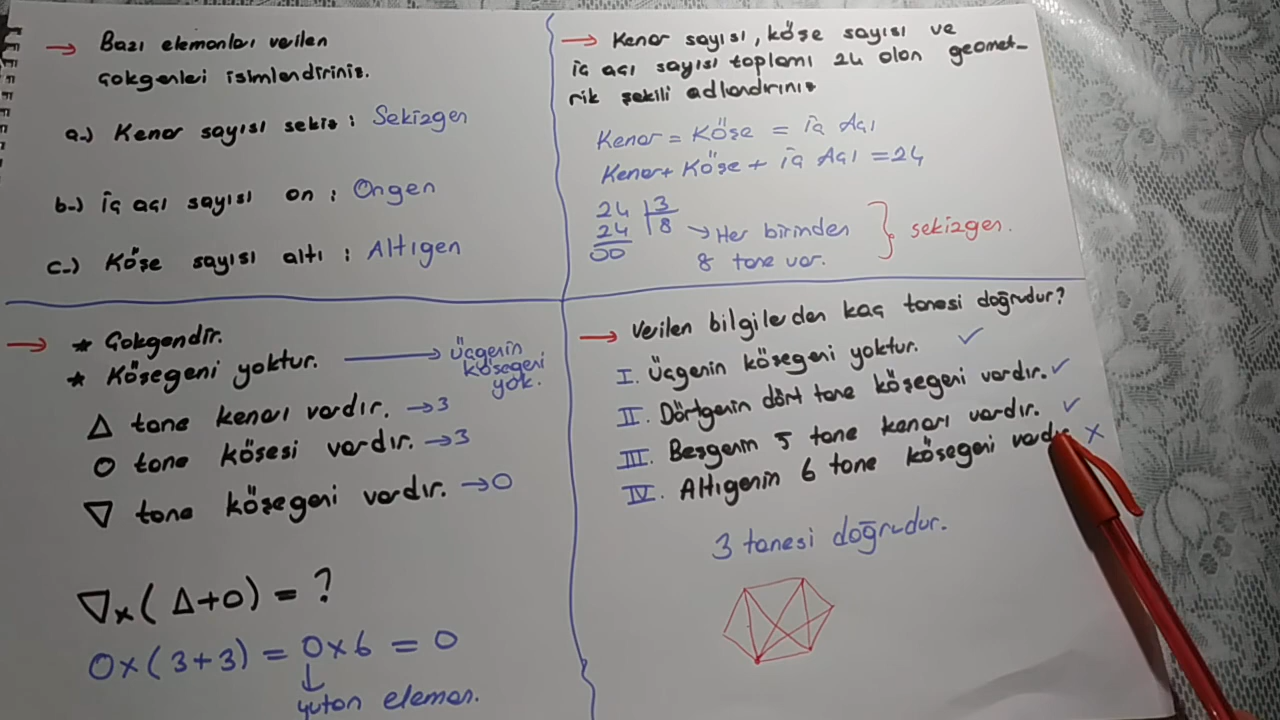 → Bazı elemanları verilen
çokgenleri isimlendiriniz.
a-) Kenar sayısı sekiz : Sekizgen
b-) iç açı sayısı on : Ongen
c-) Köşe sayısı altı : Altıgen
→ Kenar sayısı, köşe sayısı ve
iç açı sayısı toplamı 24 olan geomet-
rik şekili adlandırınız
Kenar = Köşe = iç Açı
Kenar + Köşe + iç Açı = 24
24 | 3
24 | 8 → Her birinden } sekizgen.
00 8 tane var.
→ ★ Çokgendir.
★ Köşegeni yoktur. → üçgenin
köşegeni
yok.
△ tane kenarı vardır. → 3
○ tane köşesi vardır. → 3
▽ tane köşegeni vardır. → 0
▽ x ( △ + ○ ) = ?
0 x ( 3 + 3 ) = 0 x 6 = 0
↓
yutan eleman.
→ Verilen bilgilerden kaç tanesi doğrudur?
I. Üçgenin köşegeni yoktur. ✓
II. Dörtgenin dört tane köşegeni vardır. ✓
III. Beşgenin 5 tane kenarı vardır. ✓
IV. Altıgenin 6 tane köşegeni vardır x
3 tanesi doğrudur.